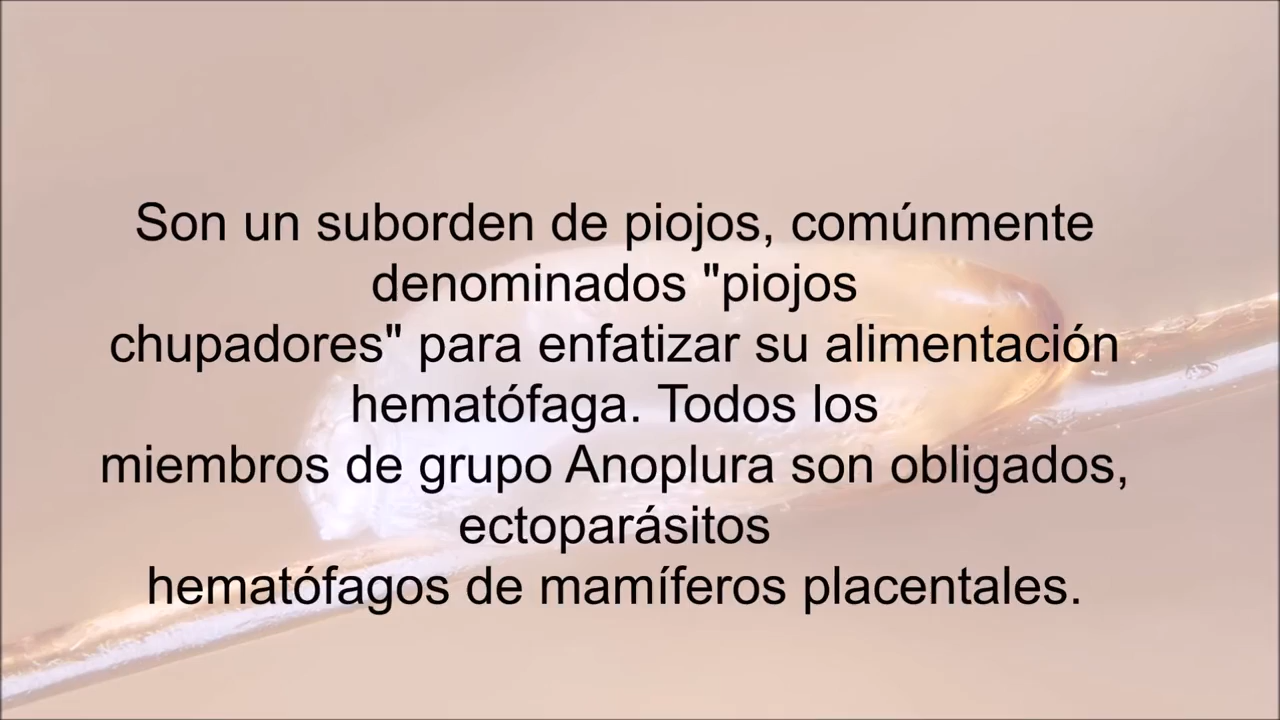 Son un suborden de piojos, comúnmente
denominados "piojos
chupadores" para enfatizar su alimentación
hematófaga. Todos los
miembros de grupo Anoplura son obligados,
ectoparásitos
hematófagos de mamíferos placentales.